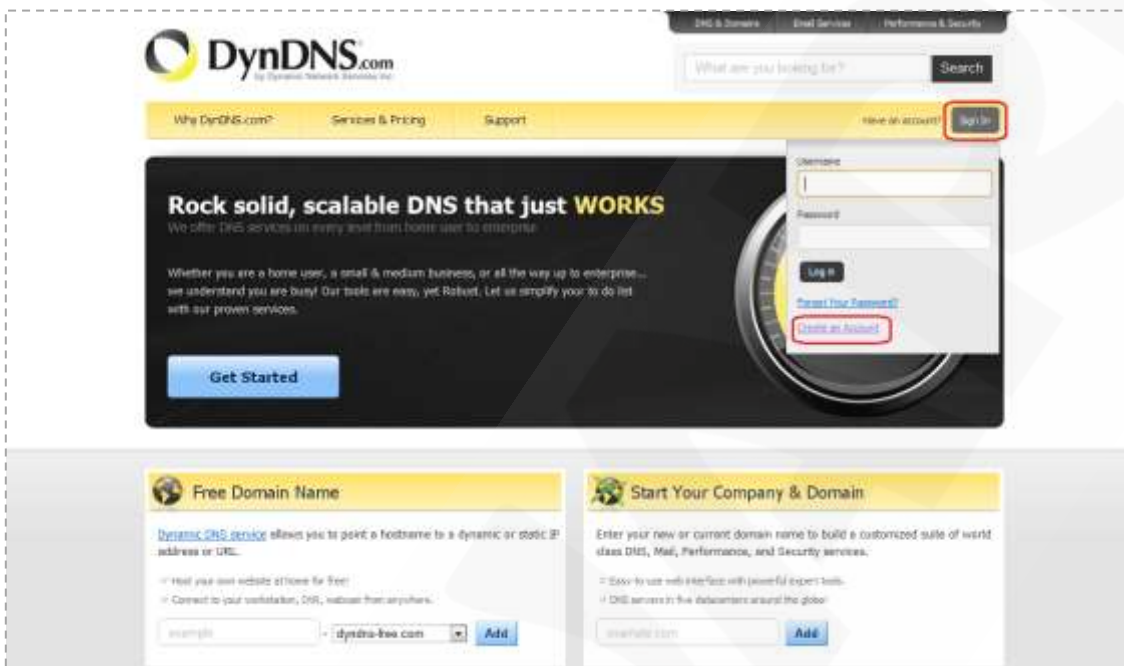 DNS & Domains Email Services Performance & Security
DynDNS.com
by Dynamic Network Services Inc.
What are you looking for? Search
Why DynDNS.com? Services & Pricing Support Have an account? Sign In
Username
Password
Log in
Forgot Your Password?
Create an Account
Rock solid, scalable DNS that just WORKS
We offer DNS services on every level from home user to enterprise
Whether you are a home user, a small & medium business, or all the way up to enterprise...
we understand you are busy! Our tools are easy, yet Robust. Let us simplify your to do list
with our proven services.
Get Started
Free Domain Name
Dynamic DNS service allows you to point a hostname to a dynamic or static IP
address or URL.
Host your own website at home for free!
Connect to your workstation, DVR, webcam from anywhere.
example . dyndns-free.com Add
Start Your Company & Domain
Enter your new or current domain name to build a customized suite of world
class DNS, Mail, Performance, and Security services.
Easy to use web interface with powerful expert tools.
DNS servers in five datacenters around the globe
example.com Add